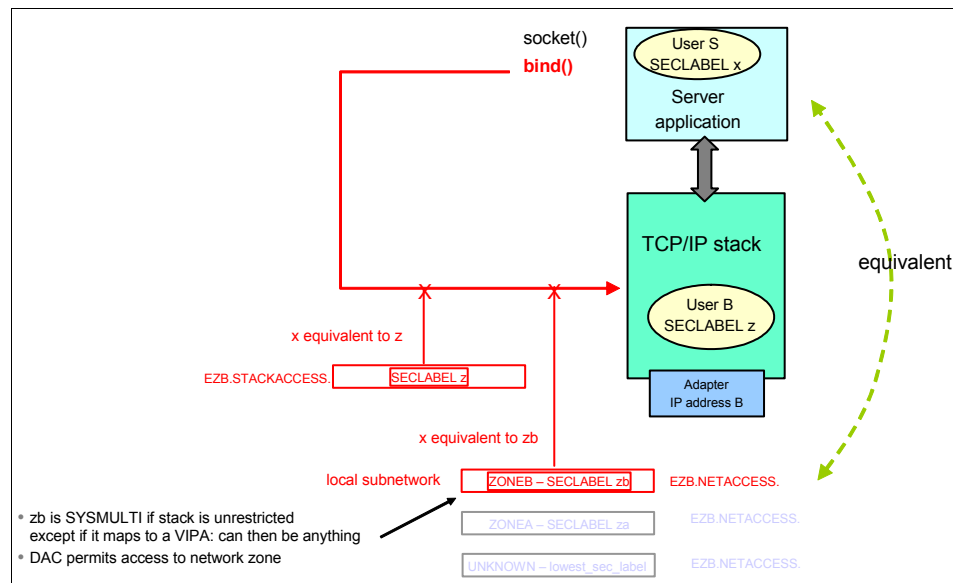 socket()
bind()
User S
SECLABEL x
Server
application
TCP/IP stack
equivalent
User B
SECLABEL z
x equivalent to z
EZB.STACKACCESS.
SECLABEL z
Adapter
IP address B
x equivalent to zb
local subnetwork
ZONEB – SECLABEL zb
EZB.NETACCESS.
• zb is SYSMULTI if stack is unrestricted
except if it maps to a VIPA: can then be anything
• DAC permits access to network zone
ZONEA – SECLABEL za
EZB.NETACCESS.
UNKNOWN – lowest_sec_label
EZB.NETACCESS.
X
X